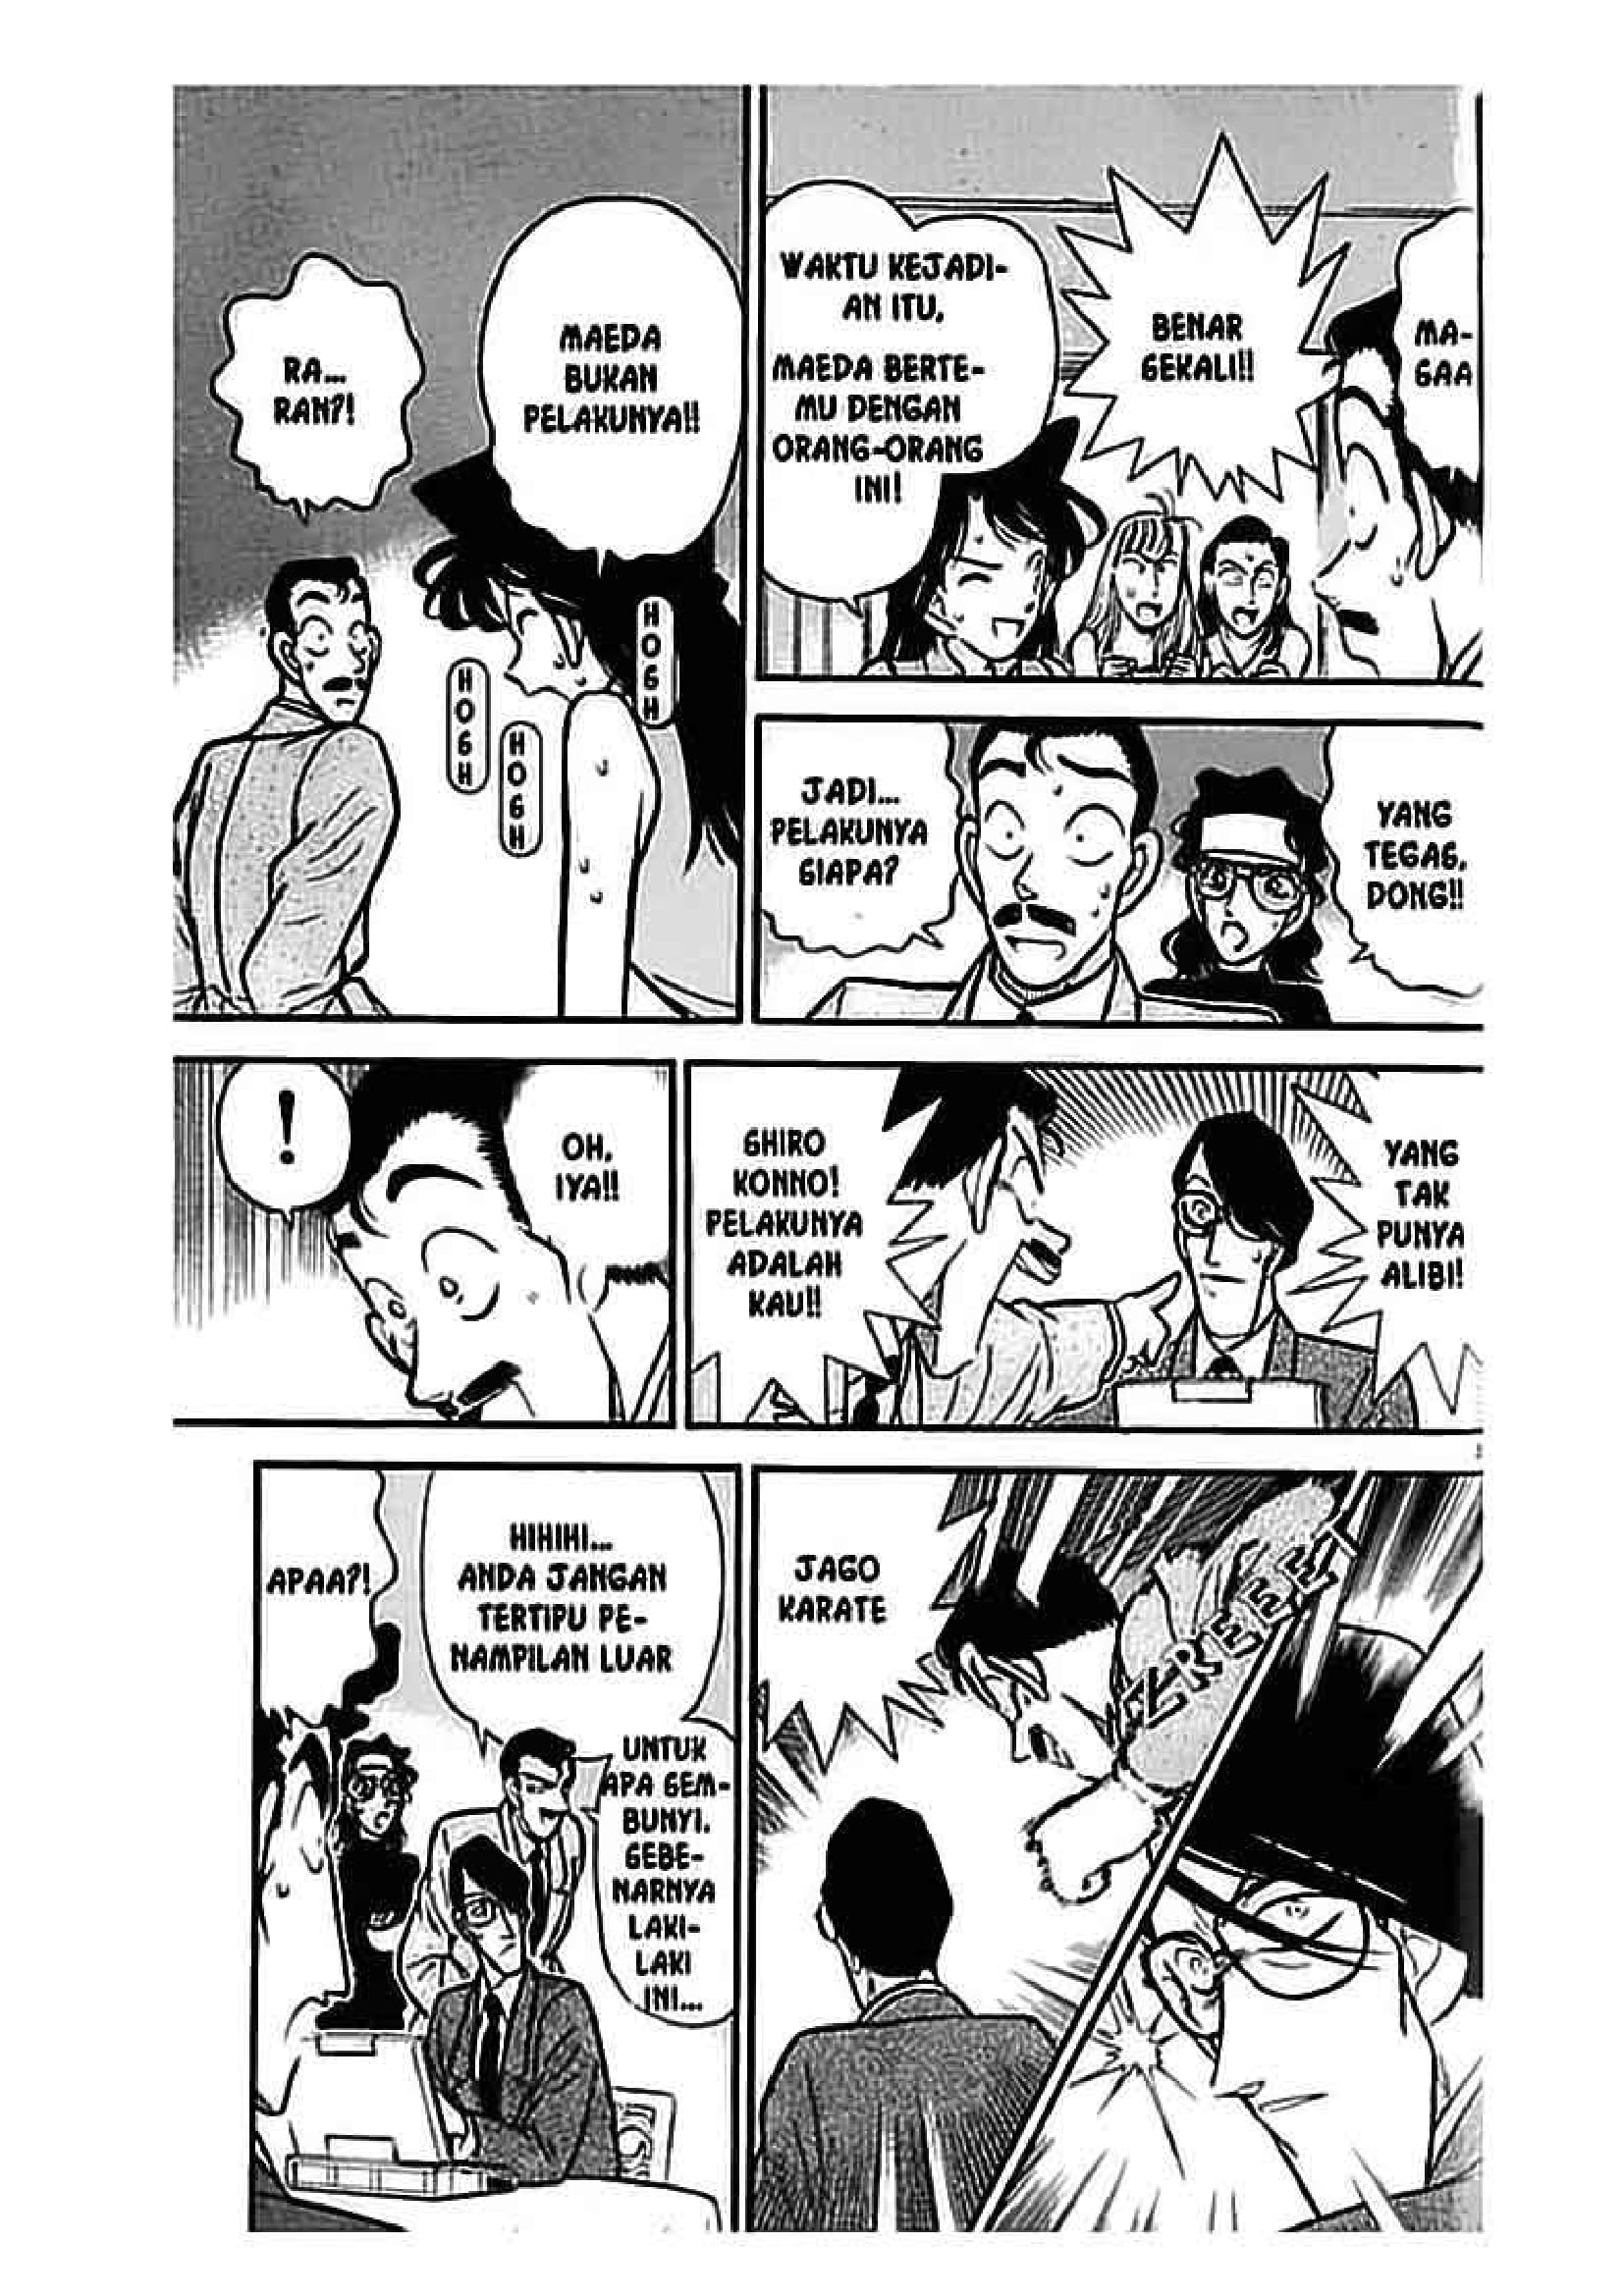 RA...
RAN?!
MAEDA
BUKAN
PELAKUNYA!!
HOSH
HOSH
HOSH
WAKTU KEJADI-
AN ITU,
MAEDA BERTE-
MU DENGAN
ORANG-ORANG
INI!
BENAR
SEKALI!!
MA-
SAA
JADI...
PELAKUNYA
SIAPA?
YANG
TEGAS,
DONG!!
!
OH,
IYA!!
SHIRO
KONNO!
PELAKUNYA
ADALAH
KAU!!
YANG
TAK
PUNYA
ALIBI!
APAA?!
HIHIHI...
ANDA JANGAN
TERTIPU PE-
NAMPILAN LUAR
UNTUK
APA SEM-
BUNYI.
SEBE-
NARNYA
LAKI-
LAKI
INI...
JAGO
KARATE
ZREEET